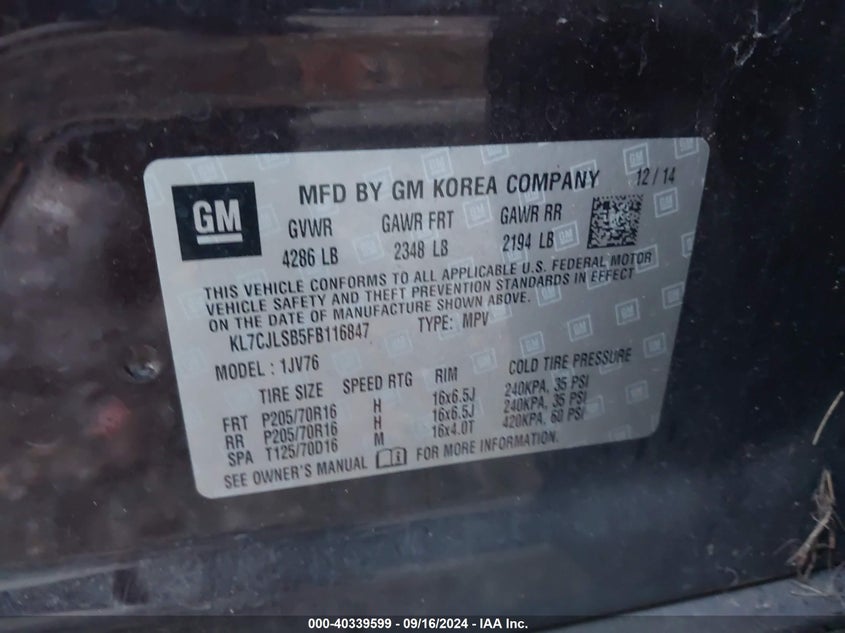 GM
MFD BY GM KOREA COMPANY 12/14
GVWR GAWR FRT GAWR RR
4286 LB 2348 LB 2194 LB
THIS VEHICLE CONFORMS TO ALL APPLICABLE U.S. FEDERAL MOTOR
VEHICLE SAFETY AND THEFT PREVENTION STANDARDS IN EFFECT
ON THE DATE OF MANUFACTURE SHOWN ABOVE.
KL7CJLSB5FB116847 TYPE: MPV
MODEL : 1JV76
TIRE SIZE SPEED RTG RIM COLD TIRE PRESSURE
FRT P205/70R16 H 16x6.5J 240KPA, 35 PSI
RR P205/70R16 H 16x6.5J 240KPA, 35 PSI
SPA T125/70D16 M 16x4.0T 420KPA, 60 PSI
SEE OWNER'S MANUAL FOR MORE INFORMATION.
000-40339599 - 09/16/2024 - IAA Inc.